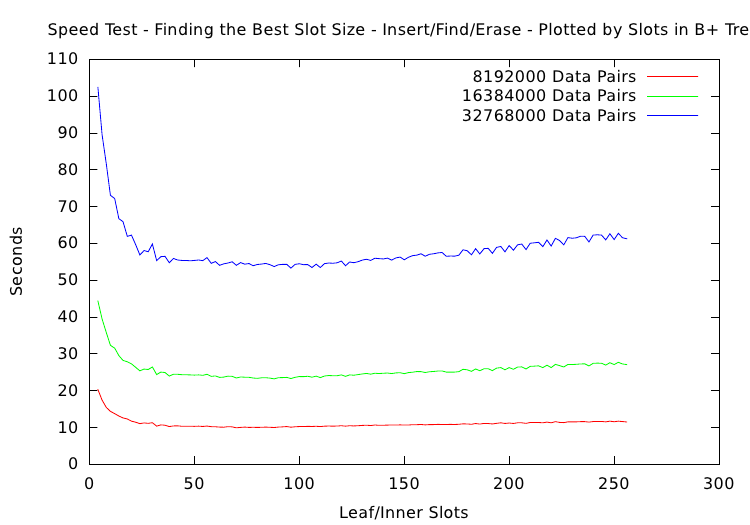 Speed Test - Finding the Best Slot Size - Insert/Find/Erase - Plotted by Slots in B+ Tre
110
100
90
80
70
60
50
40
30
20
10
0
8192000 Data Pairs
16384000 Data Pairs
32768000 Data Pairs
Seconds
0 50 100 150 200 250 300
Leaf/Inner Slots